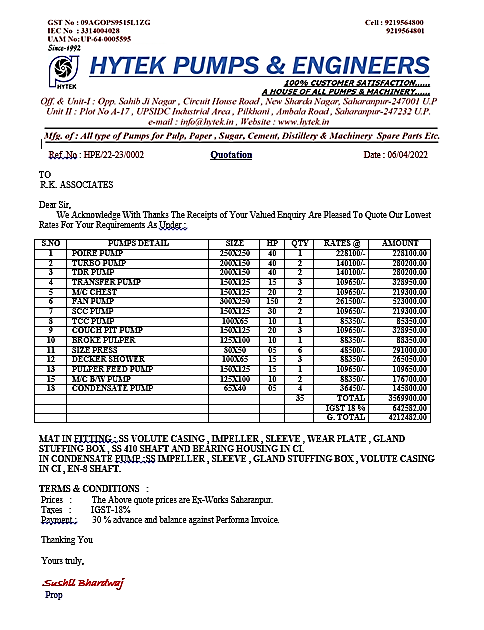 GST No : 09AGOPS9515L1ZG Cell : 9219564800
IEC No : 3314004028 9219564801
UAM No:UP-64-0005595
Since-1992
HYTEK
HYTEK PUMPS & ENGINEERS
100% CUSTOMER SATISFACTION......
A HOUSE OF ALL PUMPS & MACHINERY.....
Off. & Unit-I : Opp. Sahib Ji Nagar , Circuit House Road , New Sharda Nagar, Saharanpur-247001 U.P
Unit II : Plot No A-17 , UPSIDC Industrial Area , Pilkhani , Ambala Road , Saharanpur-247232 U.P.
e-mail : info@hytek.in , Website : www.hytek.in
Mfg. of : All type of Pumps for Pulp, Paper , Sugar, Cement, Distillery & Machinery Spare Parts Etc.
Ref. No : HPE/22-23/0002 Quotation Date : 06/04/2022
TO
R.K. ASSOCIATES
Dear Sir,
We Acknowledge With Thanks The Receipts of Your Valued Enquiry Are Pleased To Quote Our Lowest
Rates For Your Requirements As Under :
S.NO PUMPS DETAIL SIZE HP QTY RATES @ AMOUNT
1 POIRE PUMP 250X250 40 1 228100/- 228100.00
2 TURBO PUMP 200X150 40 2 140100/- 280200.00
3 TDR PUMP 200X150 40 2 140100/- 280200.00
4 TRANSFER PUMP 150X125 15 3 109650/- 328950.00
5 M/C CHEST 150X125 20 2 109650/- 219300.00
6 FAN PUMP 300X250 150 2 261500/- 523000.00
7 SCC PUMP 150X125 30 2 109650/- 219300.00
8 TCC PUMP 100X65 10 1 85350/- 85350.00
9 COUCH PIT PUMP 150X125 20 3 109650/- 328950.00
10 BROKE PULPER 125X100 10 1 88350/- 88350.00
11 SIZE PRESS 80X50 05 6 48500/- 291000.00
12 DECKER SHOWER 100X65 15 3 88350/- 265050.00
13 PULPER FEED PUMP 150X125 15 1 109650/- 109650.00
15 M/C B/W PUMP 125X100 10 2 88350/- 176700.00
18 CONDENSATE PUMP 65X40 05 4 36450/- 145800.00
35 TOTAL 3569900.00
IGST 18 % 642582.00
G. TOTAL 4212482.00
MAT IN FITTING : SS VOLUTE CASING , IMPELLER , SLEEVE , WEAR PLATE , GLAND
STUFFING BOX , SS 410 SHAFT AND BEARING HOUSING IN CI.
IN CONDENSATE PUMP :SS IMPELLER , SLEEVE , GLAND STUFFING BOX , VOLUTE CASING
IN CI , EN-8 SHAFT.
TERMS & CONDITIONS :
Prices : The Above quote prices are Ex-Works Saharanpur.
Taxes : IGST-18%
Payment : 30 % advance and balance against Performa Invoice.
Thanking You
Yours truly,
Sushil Bhardwaj
Prop